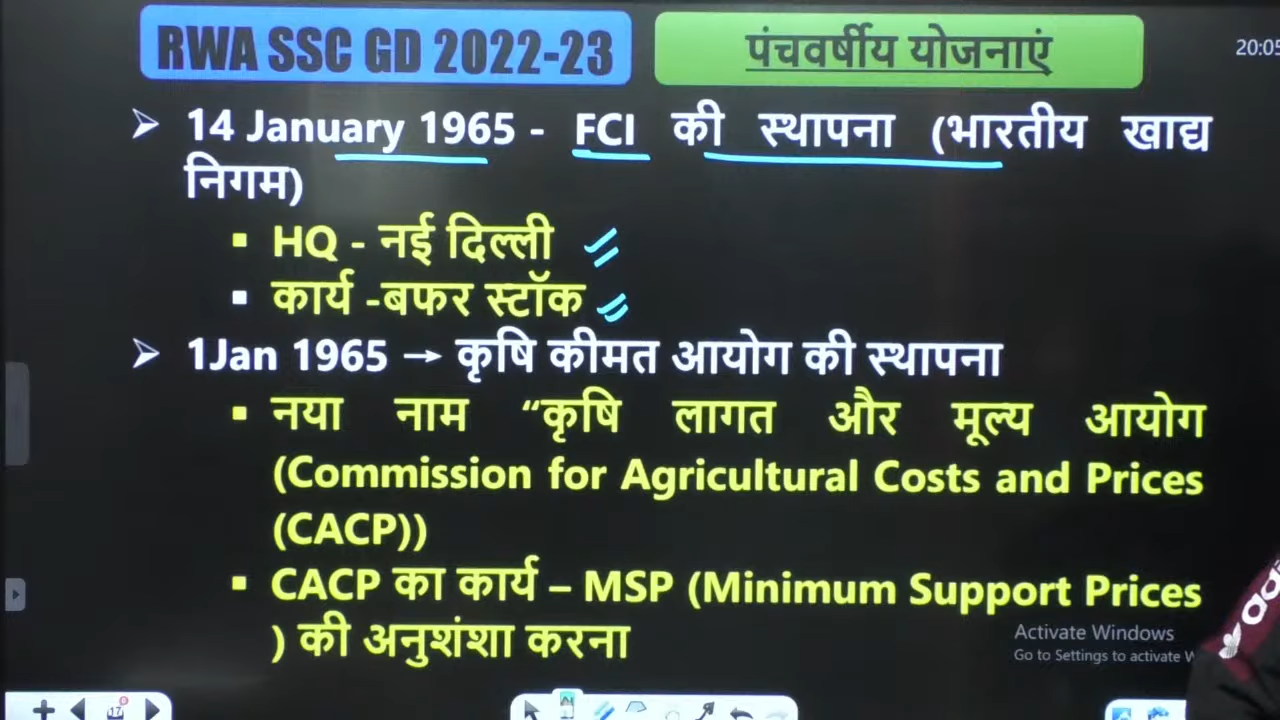 RWA SSC GD 2022-23
पंचवर्षीय योजनाएं
20:05
➢ 14 January 1965 - FCI की स्थापना (भारतीय खाद्य
निगम)
▪ HQ - नई दिल्ली
▪ कार्य -बफर स्टॉक
➢ 1Jan 1965 → कृषि कीमत आयोग की स्थापना
▪ नया नाम “कृषि लागत और मूल्य आयोग
(Commission for Agricultural Costs and Prices
(CACP))
▪ CACP का कार्य – MSP (Minimum Support Prices
) की अनुशंशा करना
Activate Windows
Go to Settings to activate W
17